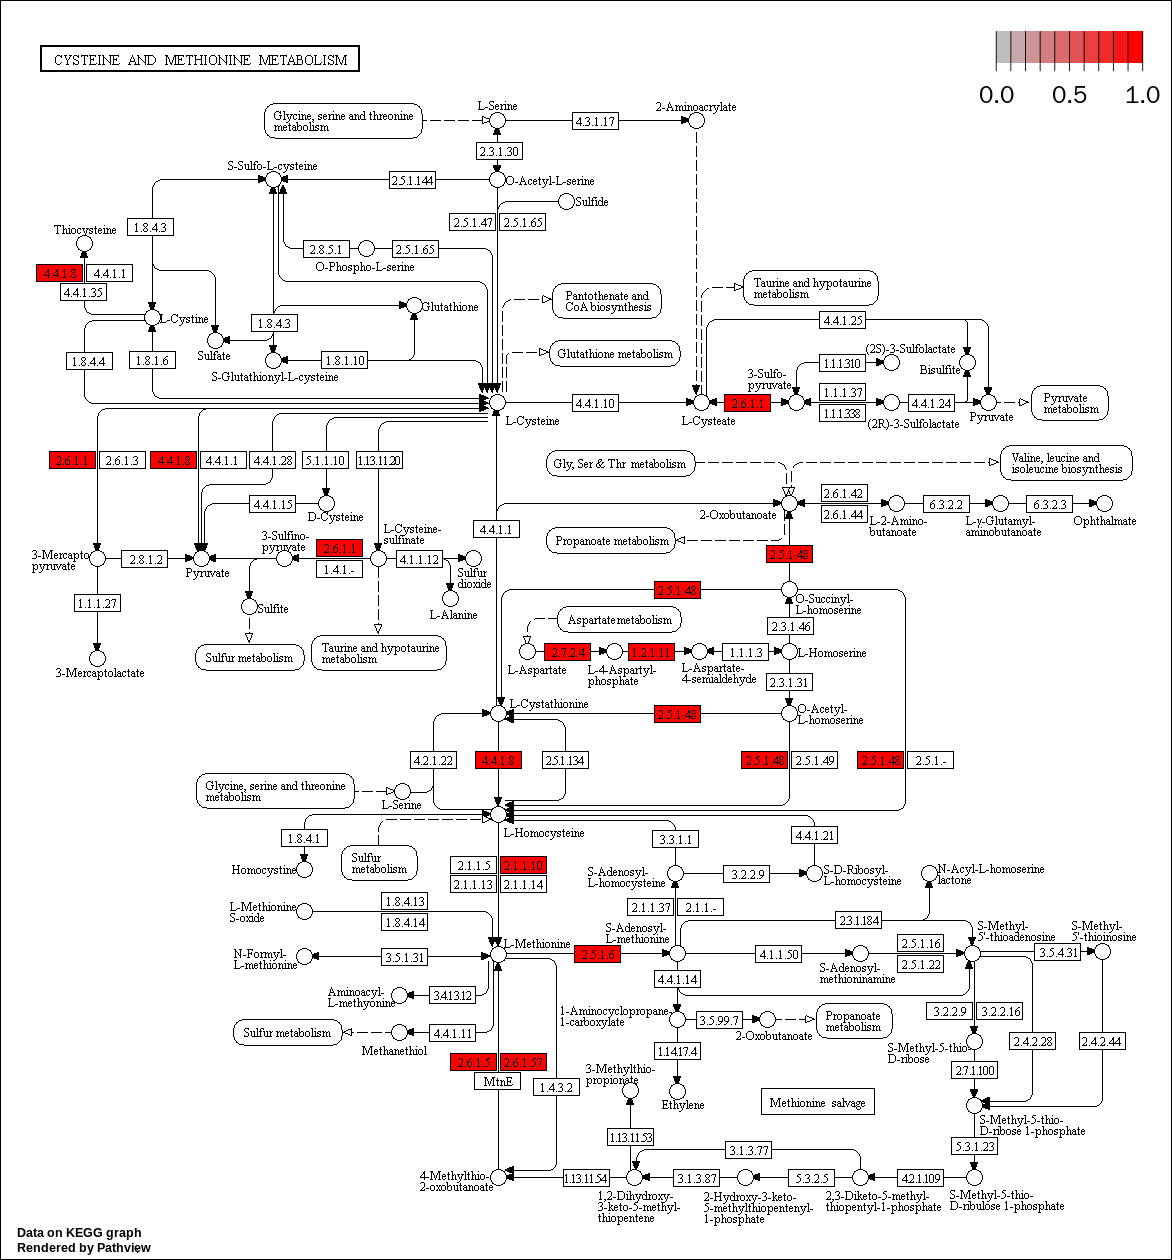 CYSTEINE AND METHIONINE METABOLISM
0.0 0.5 1.0
L-Serine
2-Aminoacrylate
Glycine, serine and threonine
metabolism
4.3.1.17
2.3.1.30
S-Sulfo-L-cysteine
2.5.1.144
O-Acetyl-L-serine
Sulfide
2.5.1.47
2.5.1.65
1.8.4.3
Thiocysteine
2.8.5.1
2.5.1.65
O-Phospho-L-serine
4.4.1.8
4.4.1.1
4.4.1.35
L-Cystine
Glutathione
1.8.4.3
Sulfate
Pantothenate and
CoA biosynthesis
Taurine and hypotaurine
metabolism
4.4.1.25
1.8.4.4
1.8.1.6
1.8.1.10
S-Glutathionyl-L-cysteine
Glutathione metabolism
(2S)-3-Sulfolactate
1.1.1.310
Bisulfite
3-Sulfo-
pyruvate
1.1.1.37
1.1.1.338
L-Cysteine
4.4.1.10
L-Cysteate
2.6.1.1
(2R)-3-Sulfolactate
4.4.1.24
Pyruvate
Pyruvate
metabolism
2.6.1.1
2.6.1.3
4.4.1.8
4.4.1.1
4.4.1.28
5.1.1.10
1.13.11.20
Gly, Ser & Thr metabolism
Valine, leucine and
isoleucine biosynthesis
4.4.1.15
D-Cysteine
4.4.1.1
2-Oxobutanoate
2.6.1.42
2.6.1.44
L-2-Amino-
butanoate
6.3.2.2
L-γ-Glutamyl-
aminobutanoate
6.3.2.3
Ophthalmate
3-Mercapto
pyruvate
2.8.1.2
Pyruvate
3-Sulfino-
pyruvate
2.6.1.1
1.4.1.-
L-Cysteine-
sulfinate
4.1.1.12
Sulfur
dioxide
Propanoate metabolism
2.5.1.48
1.1.1.27
Sulfite
L-Alanine
2.5.1.48
O-Succinyl-
L-homoserine
Sulfur metabolism
Taurine and hypotaurine
metabolism
Aspartate metabolism
2.3.1.46
3-Mercaptolactate
L-Aspartate
2.7.2.4
L-4-Aspartyl-
phosphate
1.2.1.11
L-Aspartate-
4-semialdehyde
1.1.1.3
L-Homoserine
2.3.1.31
L-Cystathionine
2.5.1.48
O-Acetyl-
L-homoserine
4.2.1.22
4.4.1.8
2.5.1.134
2.5.1.48
2.5.1.49
2.5.1.48
2.5.1.-
Glycine, serine and threonine
metabolism
L-Serine
L-Homocysteine
1.8.4.1
Homocystine
Sulfur
metabolism
2.1.1.5
2.1.1.10
2.1.1.13
2.1.1.14
3.3.1.1
4.4.1.21
S-Adenosyl-
L-homocysteine
3.2.2.9
S-D-Ribosyl-
L-homocysteine
N-Acyl-L-homoserine
lactone
L-Methionine
S-oxide
1.8.4.13
1.8.4.14
2.1.1.37
2.1.1.-
2.3.1.184
S-Adenosyl-
L-methionine
S-Methyl-
5'-thioadenosine
S-Methyl-
5'-thioinosine
N-Formyl-
L-methionine
3.5.1.31
L-Methionine
2.5.1.6
4.1.1.50
S-Adenosyl-
methioninamine
2.5.1.16
2.5.1.22
3.5.4.31
4.4.1.14
Aminoacyl-
L-methyonine
3.4.13.12
Sulfur metabolism
Methanethiol
4.4.1.11
1-Aminocyclopropane-
1-carboxylate
3.5.99.7
2-Oxobutanoate
Propanoate
metabolism
3.2.2.9
3.2.2.16
2.4.2.28
2.4.2.44
S-Methyl-5-thio-
D-ribose
2.6.1.5
2.6.1.57
MtnE
1.4.3.2
1.14.17.4
Ethylene
3-Methylthio-
propionate
2.7.1.100
Methionine salvage
S-Methyl-5-thio-
D-ribose 1-phosphate
1.13.11.53
3.1.3.77
5.3.1.23
4-Methylthio-
2-oxobutanoate
1.13.11.54
1,2-Dihydroxy-
3-keto-5-methyl-
thiopentene
3.1.3.87
2-Hydroxy-3-keto-
5-methylthiopentenyl-
1-phosphate
5.3.2.5
2,3-Diketo-5-methyl-
thiopentyl-1-phosphate
4.2.1.109
S-Methyl-5-thio-
D-ribulose 1-phosphate
Data on KEGG graph
Rendered by Pathview